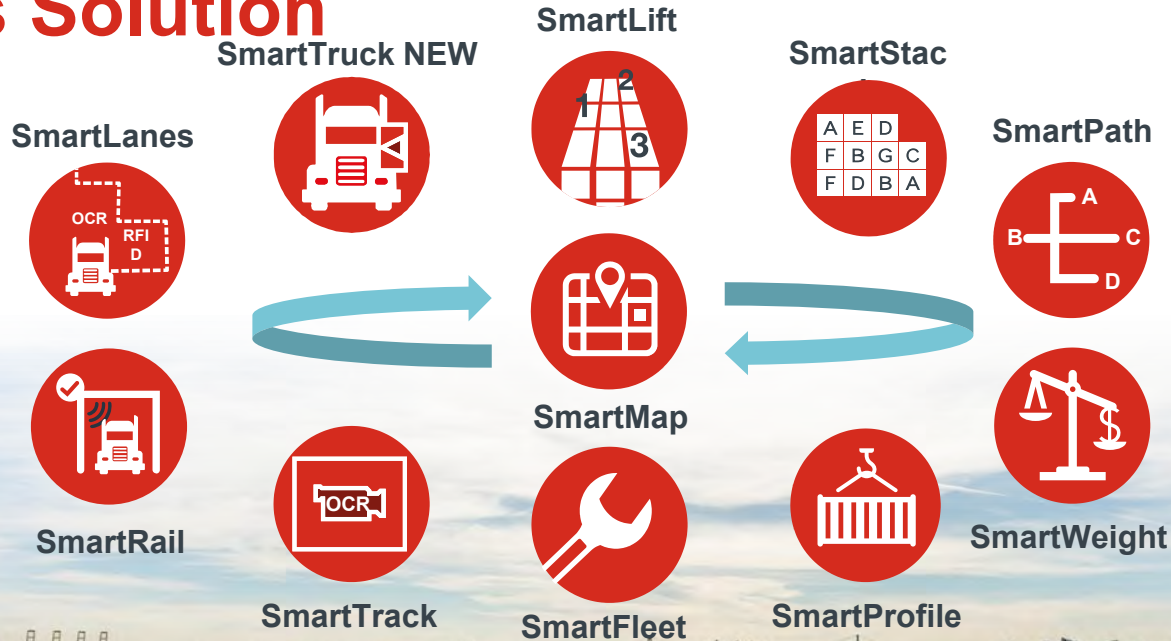 s Solution
SmartLift
SmartTruck NEW
SmartStac
SmartLanes
SmartPath
1
2
3
A E D
F B G C
F D B A
OCR
RFI
D
A
B
C
D
SmartMap
$
OCR
SmartRail
SmartWeight
SmartTrack
SmartFleet
SmartProfile